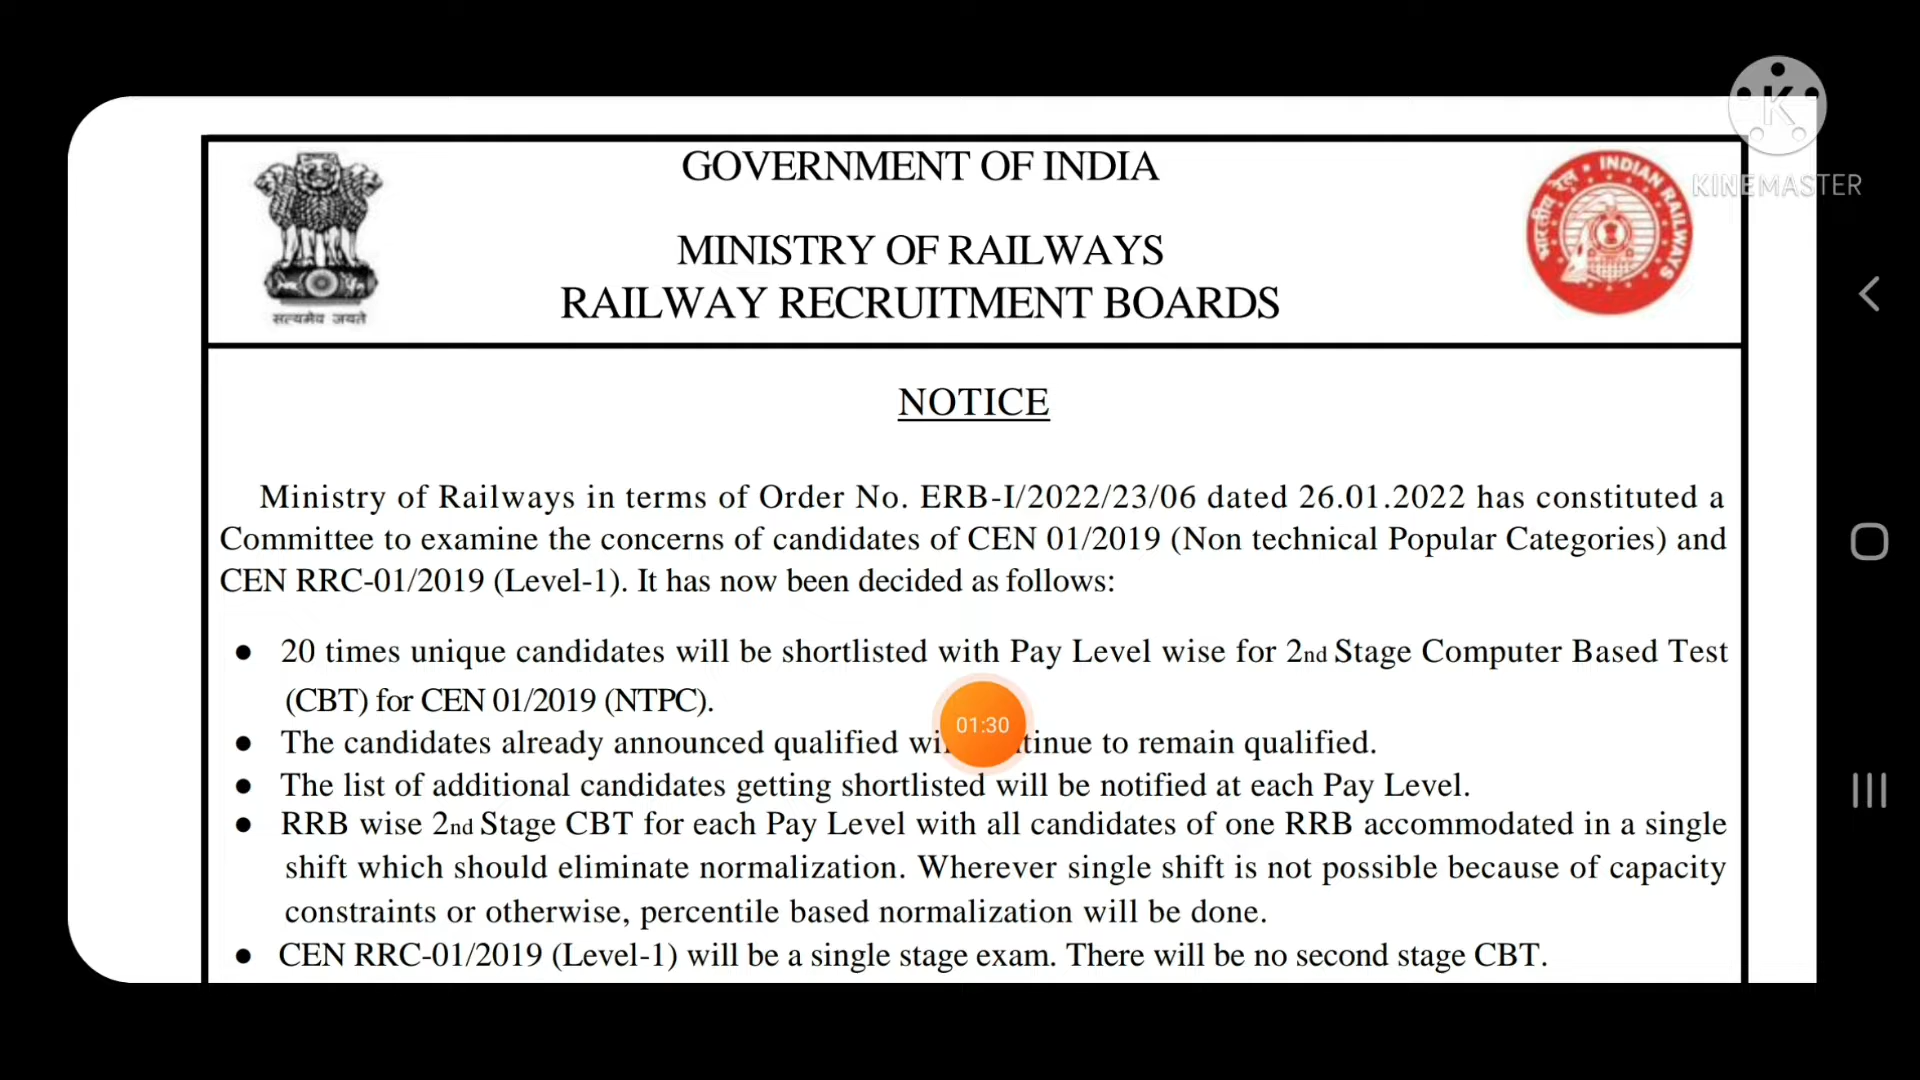 GOVERNMENT OF INDIA
MINISTRY OF RAILWAYS
RAILWAY RECRUITMENT BOARDS
सत्यमेव जयते
भारतीय रेल • INDIAN RAILWAYS
K
KINEMASTER
NOTICE
Ministry of Railways in terms of Order No. ERB-I/2022/23/06 dated 26.01.2022 has constituted a
Committee to examine the concerns of candidates of CEN 01/2019 (Non technical Popular Categories) and
CEN RRC-01/2019 (Level-1). It has now been decided as follows:
● 20 times unique candidates will be shortlisted with Pay Level wise for 2nd Stage Computer Based Test
(CBT) for CEN 01/2019 (NTPC).
01:30
● The candidates already announced qualified to remain qualified.
● The list of additional candidates getting shortlisted will be notified at each Pay Level.
● RRB wise 2nd Stage CBT for each Pay Level with all candidates of one RRB accommodated in a single
shift which should eliminate normalization. Wherever single shift is not possible because of capacity
constraints or otherwise, percentile based normalization will be done.
● CEN RRC-01/2019 (Level-1) will be a single stage exam. There will be no second stage CBT.